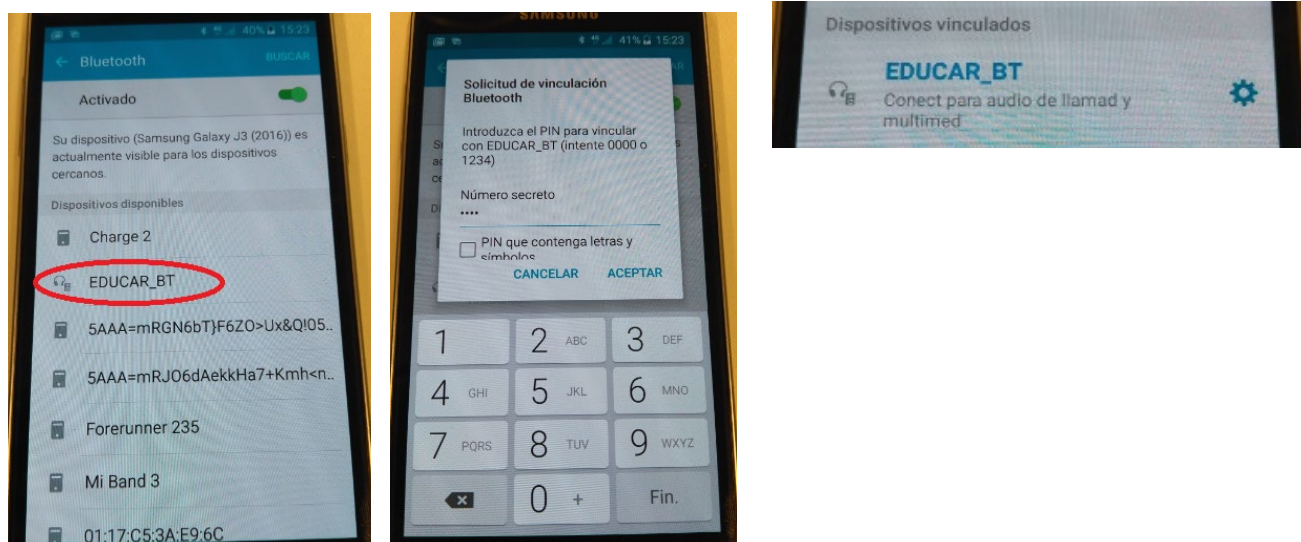 40% 15:23
Bluetooth BUSCAR
Activado
Su dispositivo (Samsung Galaxy J3 (2016)) es
actualmente visible para los dispositivos
cercanos.
Dispositivos disponibles
Charge 2
EDUCAR_BT
5AAA=mRGN6bT}F6ZO>Ux&Q!05..
5AAA=mRJO6dAekkHa7+Kmh<n..
Forerunner 235
Mi Band 3
01:17:C5:3A:E9:6C
SAMSUNG
41% 15:23
Solicitud de vinculación
Bluetooth
Introduzca el PIN para vincular
con EDUCAR_BT (intente 0000 o
1234)
Número secreto
••••
PIN que contenga letras y
símbolos
CANCELAR ACEPTAR
1 2 ABC 3 DEF
4 GHI 5 JKL 6 MNO
7 PQRS 8 TUV 9 WXYZ
0 + Fin.
Dispositivos vinculados
EDUCAR_BT
Conect para audio de llamad y
multimed